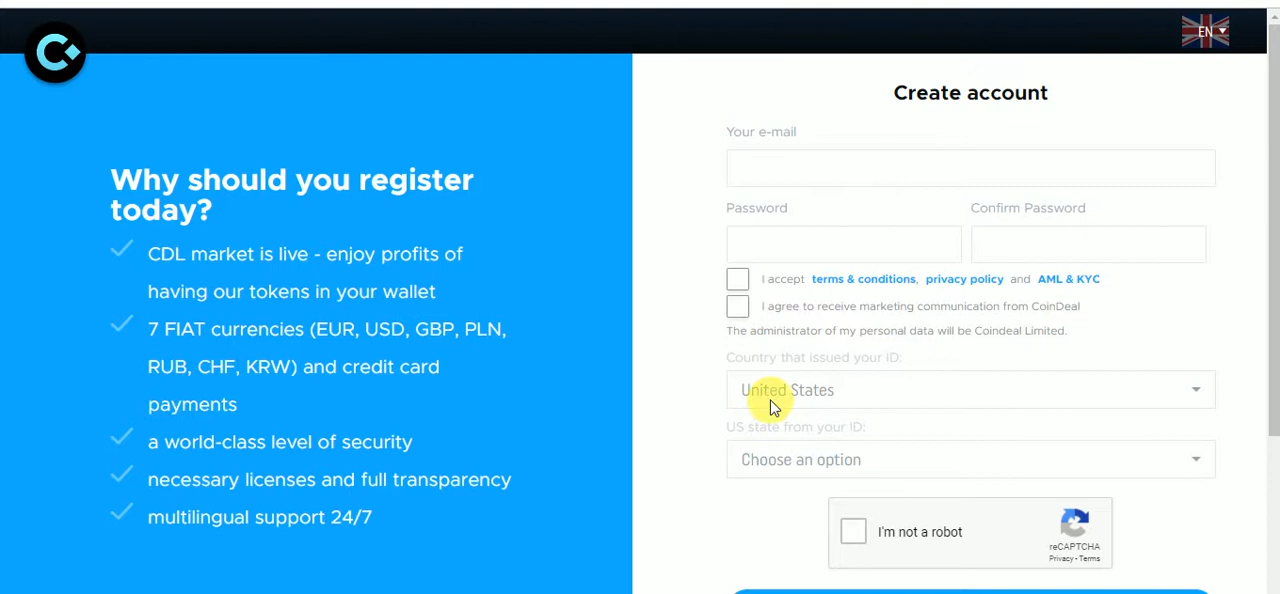 EN
Create account
Your e-mail
Password
Confirm Password
I accept terms & conditions, privacy policy and AML & KYC
I agree to receive marketing communication from CoinDeal
The administrator of my personal data will be Coindeal Limited.
Country that issued your ID:
United States
US state from your ID:
Choose an option
I'm not a robot
reCAPTCHA
Privacy - Terms
Why should you register
today?
CDL market is live - enjoy profits of
having our tokens in your wallet
7 FIAT currencies (EUR, USD, GBP, PLN,
RUB, CHF, KRW) and credit card
payments
a world-class level of security
necessary licenses and full transparency
multilingual support 24/7